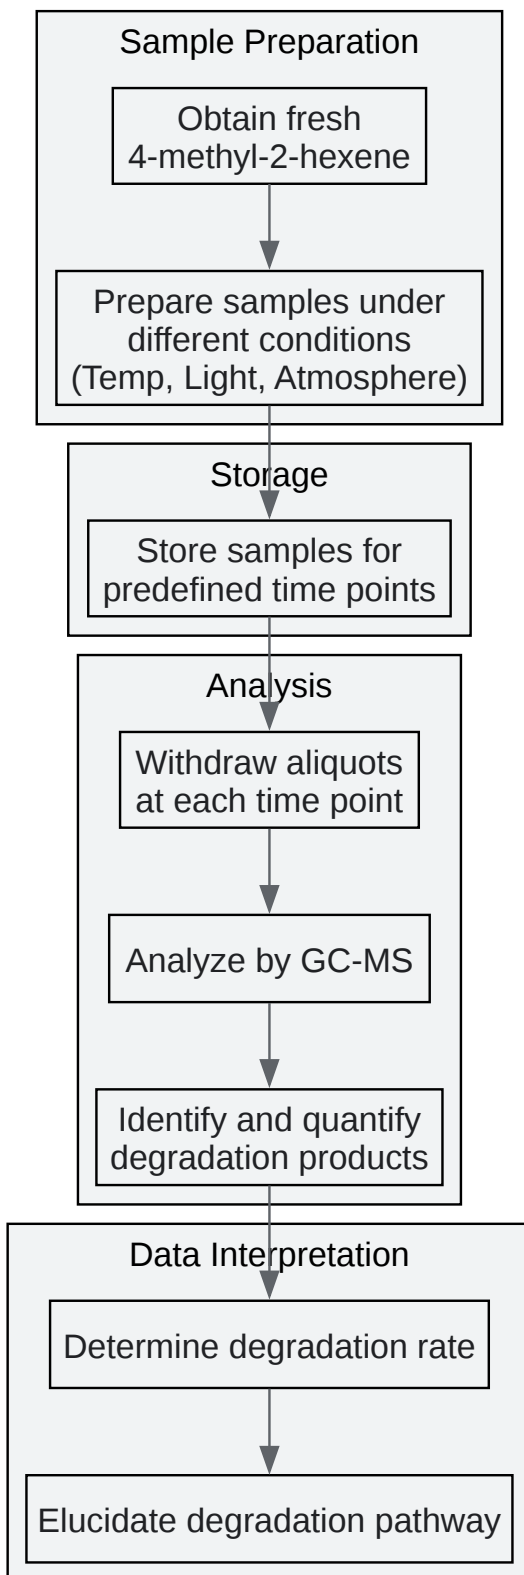 Sample Preparation
Obtain fresh
4-methyl-2-hexene
Prepare samples under
different conditions
(Temp, Light, Atmosphere)
Storage
Store samples for
predefined time points
Analysis
Withdraw aliquots
at each time point
Analyze by GC-MS
Identify and quantify
degradation products
Data Interpretation
Determine degradation rate
Elucidate degradation pathway